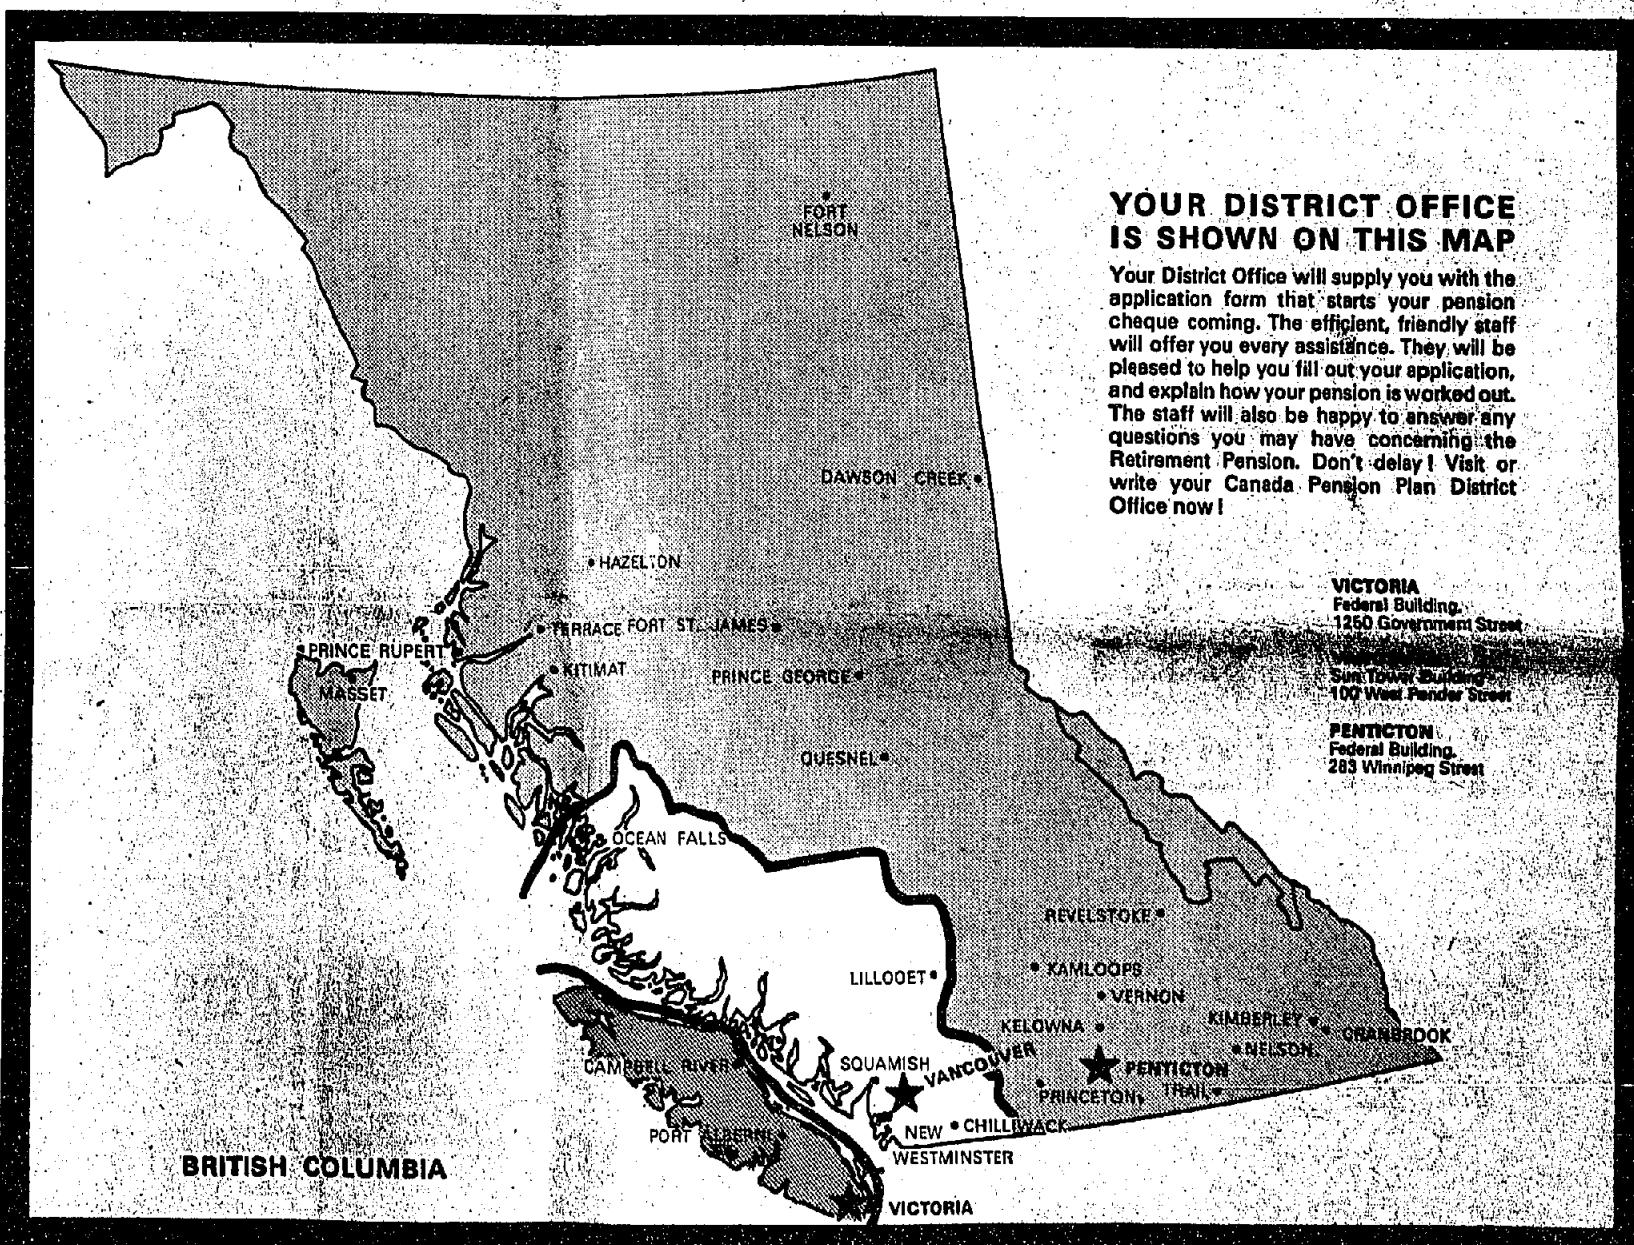 YOUR DISTRICT OFFICE
IS SHOWN ON THIS MAP
Your District Office will supply you with the
application form that starts your pension
cheque coming. The efficient, friendly staff
will offer you every assistance. They will be
pleased to help you fill out your application,
and explain how your pension is worked out.
The staff will also be happy to answer any
questions you may have concerning the
Retirement Pension. Don't delay! Visit or
write your Canada Pension Plan District
Office now!
VICTORIA
Federal Building,
1250 Government Street
Sun Tower Building
100 West Pender Street
PENTICTON
Federal Building,
283 Winnipeg Street
FORT
NELSON
DAWSON CREEK
HAZELTON
TERRACE
FORT ST. JAMES
PRINCE RUPERT
KITIMAT
PRINCE GEORGE
MASSET
QUESNEL
OCEAN FALLS
REVELSTOKE
KAMLOOPS
LILLOOET
VERNON
KELOWNA
KIMBERLEY
CRANBROOK
NELSON
SQUAMISH
VANCOUVER
CAMPBELL RIVER
PENTICTON
PRINCETON
TRAIL
NEW
WESTMINSTER
CHILLIWACK
PORT ALBERNI
BRITISH COLUMBIA
VICTORIA